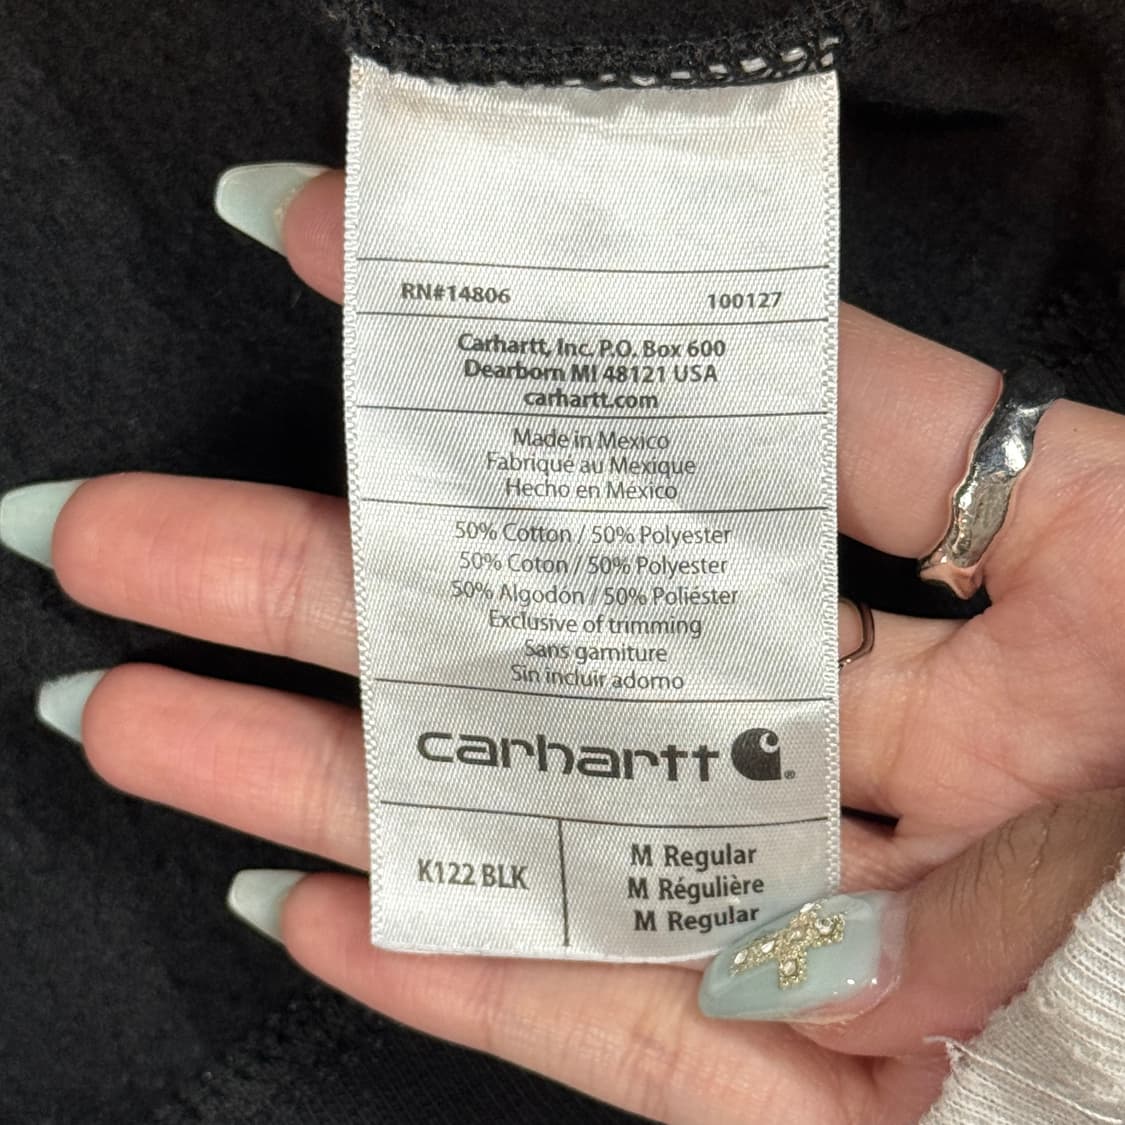 RN#14806 100127
Carhartt, Inc. P.O. Box 600
Dearborn MI 48121 USA
carhartt.com
Made in Mexico
Fabriqué au Mexique
Hecho en México
50% Cotton / 50% Polyester
50% Coton / 50% Polyester
50% Algodón / 50% Poliéster
Exclusive of trimming
Sans garniture
Sin incluir adorno
carhartt®
K122 BLK
M Regular
M Régulière
M Regular